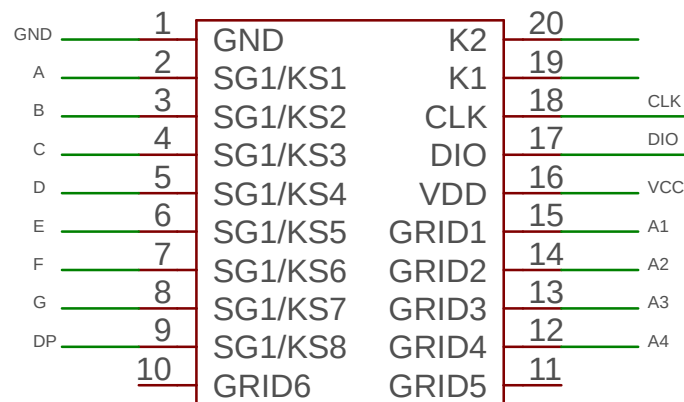 GND 1 GND K2 20
A 2 SG1/KS1 K1 19
B 3 SG1/KS2 CLK 18 CLK
C 4 SG1/KS3 DIO 17 DIO
D 5 SG1/KS4 VDD 16 VCC
E 6 SG1/KS5 GRID1 15 A1
F 7 SG1/KS6 GRID2 14 A2
G 8 SG1/KS7 GRID3 13 A3
DP 9 SG1/KS8 GRID4 12 A4
10 GRID6 GRID5 11